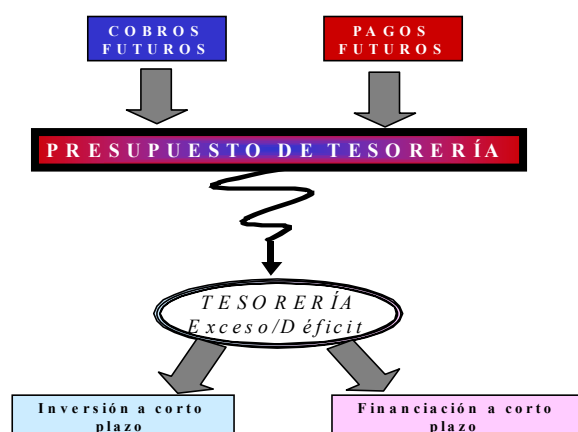 COBROS
FUTUROS
PAGOS
FUTUROS
PRESUPUESTO DE TESORERÍA
TESORERÍA
Exceso/Déficit
Inversión a corto
plazo
Financiación a corto
plazo